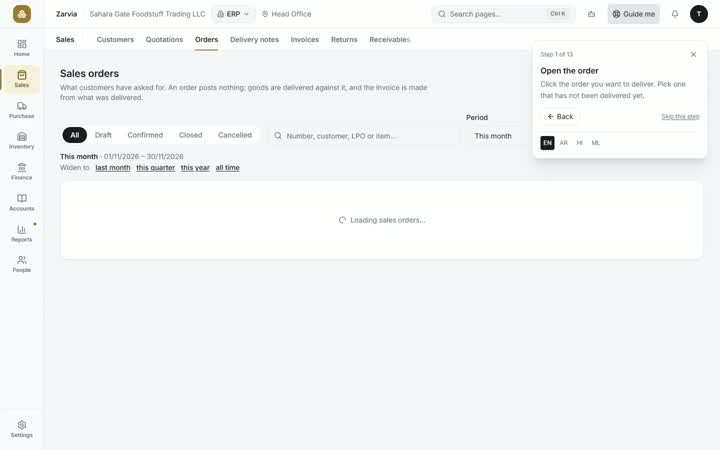 Zarvia Sahara Gate Foodstuff Trading LLC ERP Head Office Search pages... Ctrl K Guide me T
Sales Customers Quotations Orders Delivery notes Invoices Returns Receivables
Home
Sales
Purchase
Inventory
Finance
Accounts
Reports
People
Settings
Sales orders
What customers have asked for. An order posts nothing: goods are delivered against it, and the invoice is made
from what was delivered.
Period
All Draft Confirmed Closed Cancelled Number, customer, LPO or item... This month
This month · 01/11/2026 – 30/11/2026
Widen to last month this quarter this year all time
Loading sales orders...
Step 1 of 13
Open the order
Click the order you want to deliver. Pick one
that has not been delivered yet.
Back Skip this step
EN AR HI ML